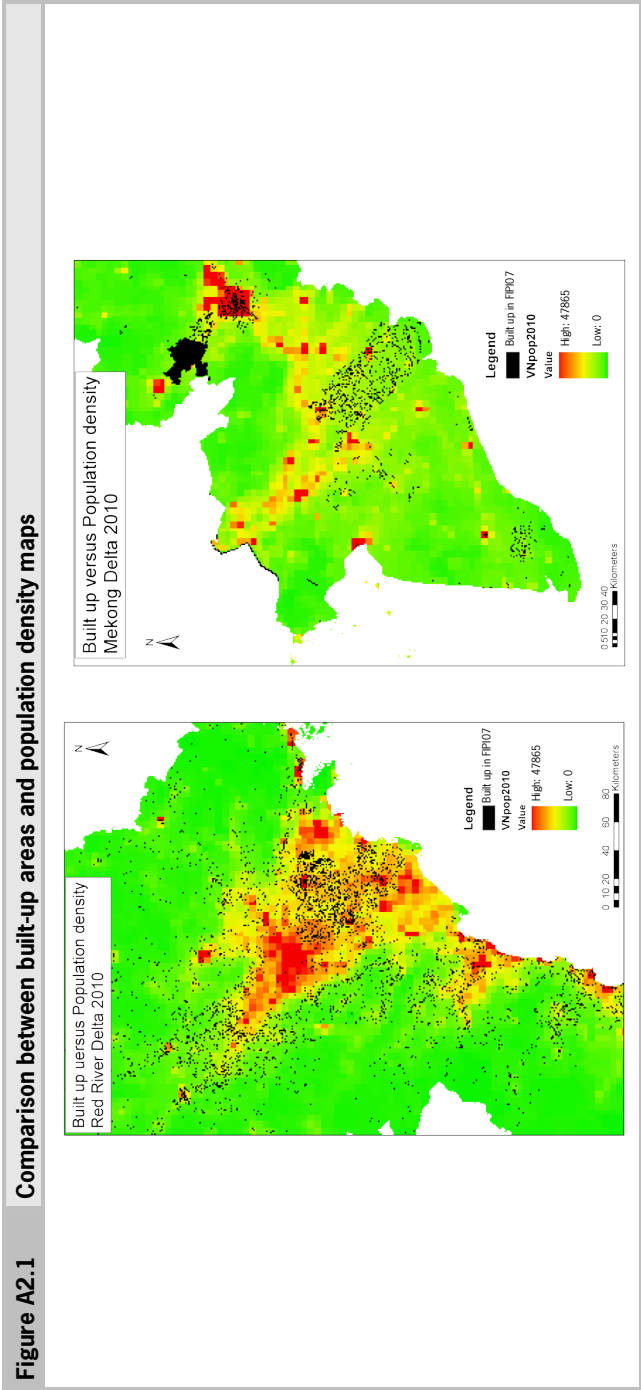 Figure A2.1 Comparison between built-up areas and population density maps
Built up uersus Population density
Red River Delta 2010
N
Legend
Built up in FIPI07
VNpop2010
Value
High: 47865
Low: 0
0 10 20 40 60 80
Kilometers
Built up versus Population density
Mekong Delta 2010
N
Legend
Built up in FIPI07
VNpop2010
Value
High: 47865
Low: 0
0 510 20 30 40
Kilometers